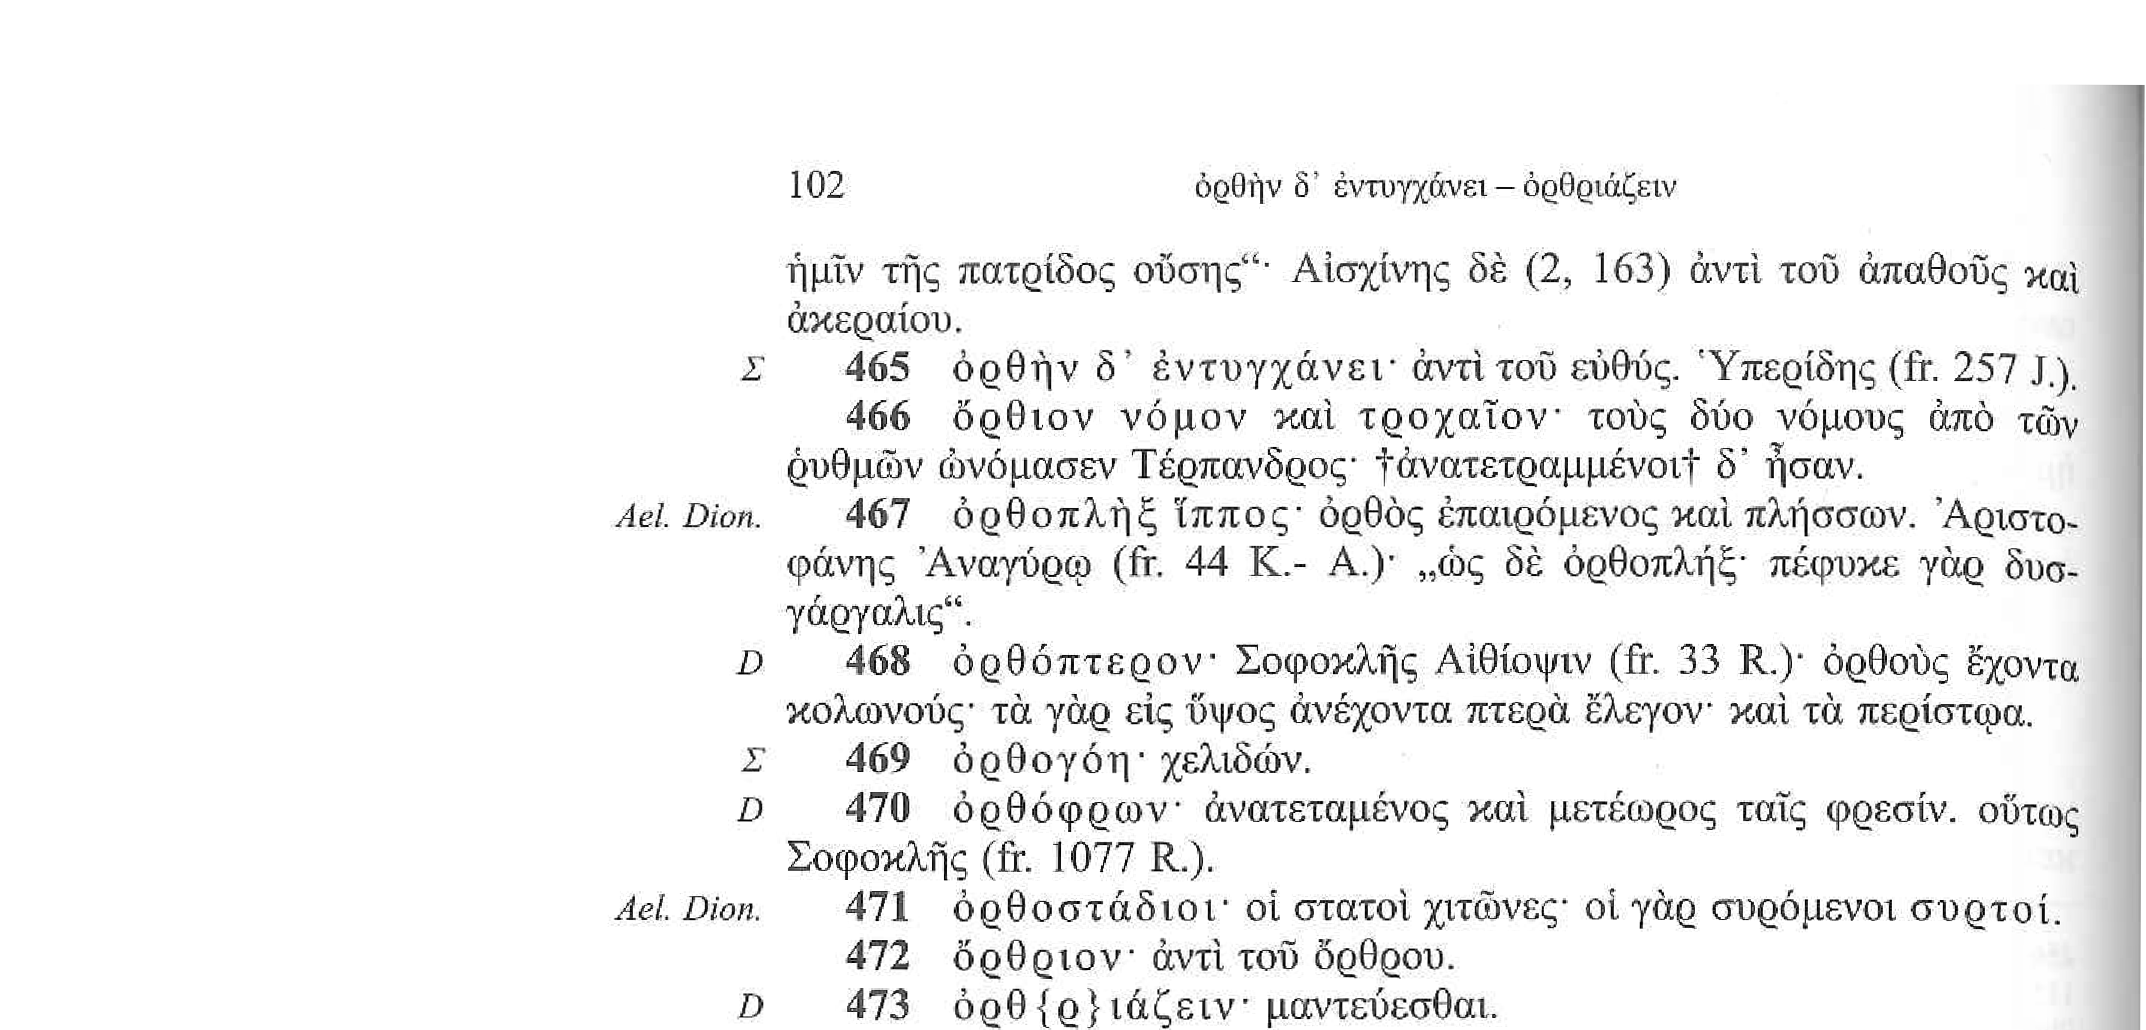 102 ὀρθὴν δ’ ἐντυγχάνει – ὀρθριάζειν
ἡμῖν τῆς πατρίδος οὔσης“· Αἰσχίνης δὲ (2, 163) ἀντὶ τοῦ ἀπαθοῦς καὶ
ἀκεραίου.
Σ 465 ὀρθὴν δ’ ἐντυγχάνει· ἀντὶ τοῦ εὐθύς. Ὑπερίδης (fr. 257 J.).
466 ὄρθιον νόμον καὶ τροχαῖον· τοὺς δύο νόμους ἀπὸ τῶν
ῥυθμῶν ὠνόμασεν Τέρπανδρος· †ἀνατετραμμένοι† δ’ ἦσαν.
Ael. Dion. 467 ὀρθοπλὴξ ἵππος· ὀρθὸς ἐπαιρόμενος καὶ πλήσσων. Ἀριστο-
φάνης Ἀναγύρῳ (fr. 44 K.- A.)· „ὡς δὲ ὀρθοπλήξ· πέφυκε γὰρ δυσ-
γάργαλις“.
D 468 ὀρθόπτερον· Σοφοκλῆς Αἰθίοψιν (fr. 33 R.)· ὀρθοὺς ἔχοντα
κολωνούς· τὰ γὰρ εἰς ὕψος ἀνέχοντα πτερὰ ἔλεγον· καὶ τὰ περίστῳα.
Σ 469 ὀρθογόη· χελιδών.
D 470 ὀρθόφρων· ἀνατεταμένος καὶ μετέωρος ταῖς φρεσίν. οὕτως
Σοφοκλῆς (fr. 1077 R.).
Ael. Dion. 471 ὀρθοστάδιοι· οἱ στατοὶ χιτῶνες· οἱ γὰρ συρόμενοι συρτοί.
472 ὄρθριον· ἀντὶ τοῦ ὄρθρου.
D 473 ὀρθ{ρ}ιάζειν· μαντεύεσθαι.